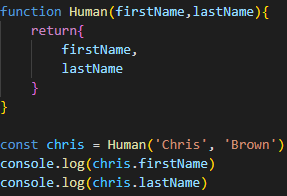 function Human(firstName,lastName){
    return{
        firstName,
        lastName
    }
}

const chris = Human('Chris', 'Brown')
console.log(chris.firstName)
console.log(chris.lastName)